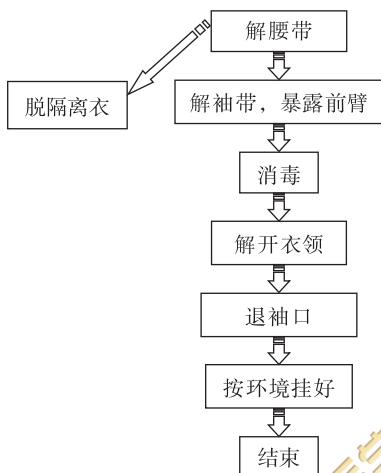 解腰带
脱隔离衣
解袖带，暴露前臂
消毒
解开衣领
退袖口
按环境挂好
结束